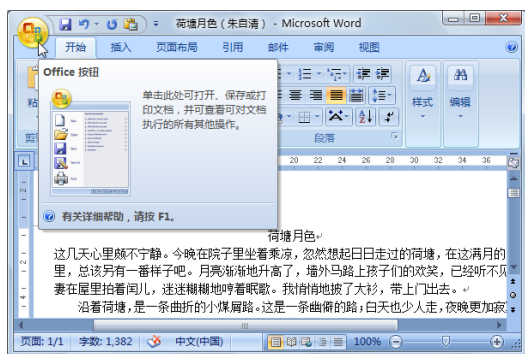 荷塘月色（朱自清） - Microsoft Word
开始 插入 页面布局 引用 邮件 审阅 视图
Office 按钮
单击此处可打开、保存或打
印文档，并可查看可对文档
执行的所有其他操作。
有关详细帮助，请按 F1。
粘
剪
段落
样式
编辑
20 22 24 26 28 30 32 34 36
荷塘月色
这几天心里颇不宁静。今晚在院子里坐着乘凉，忽然想起日日走过的荷塘，在这满月的
里，总该另有一番样子吧。月亮渐渐地升高了，墙外马路上孩子们的欢笑，已经听不见
妻在屋里拍着闰儿，迷迷糊糊地哼着眠歌。我悄悄地披了大衫，带上门出去。
沿着荷塘，是一条曲折的小煤屑路。这是一条幽僻的路；白天也少人走，夜晚更加寂
页面: 1/1 字数: 1,382 中文(中国) 100%